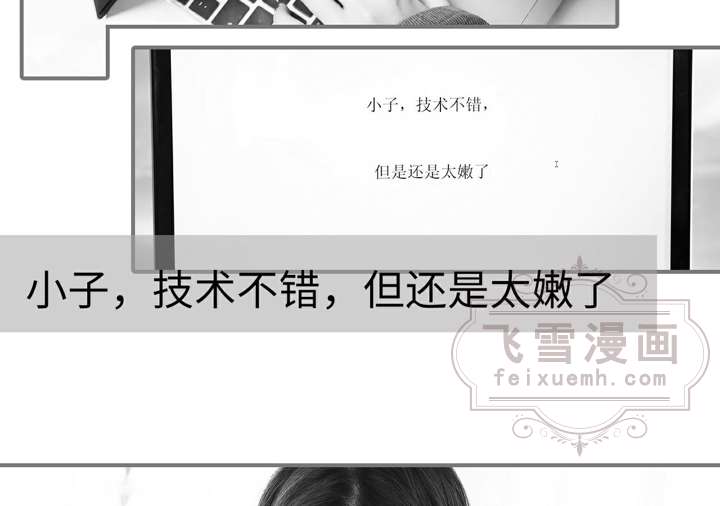 小子，技术不错，
但是还是太嫩了
小子，技术不错，但还是太嫩了
飞雪漫画
feixuemh.com